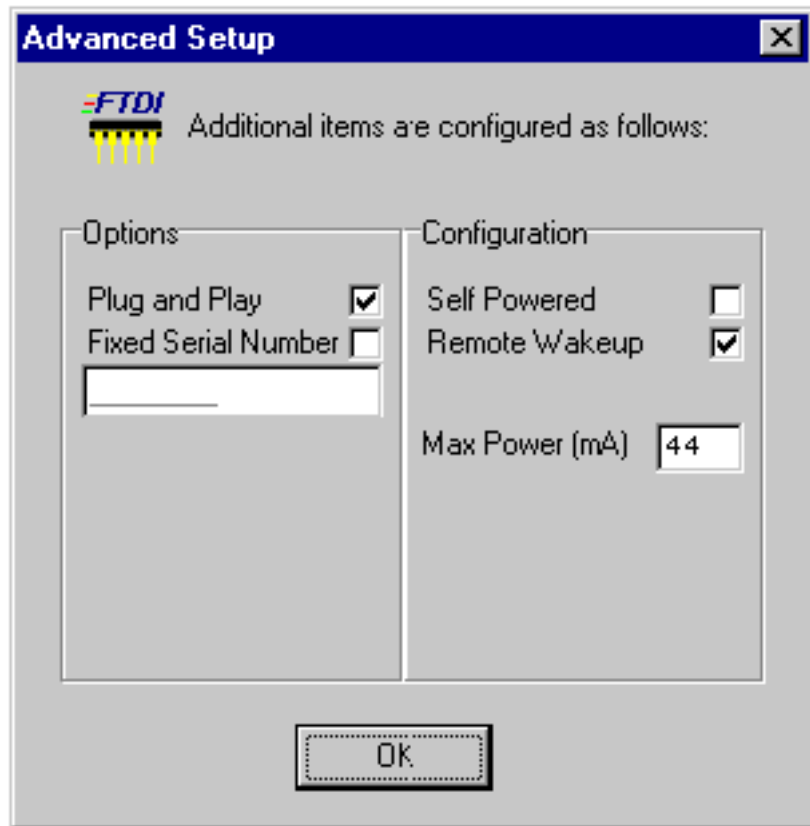 Advanced Setup
FTDI
Additional items are configured as follows:
Options
Plug and Play
Fixed Serial Number
________
Configuration
Self Powered
Remote Wakeup
Max Power (mA) 44
OK